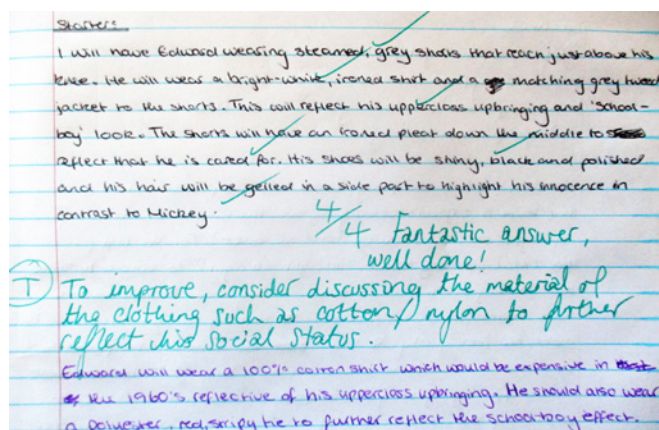 Starter:
I will have Edward wearing steamed, grey shorts that reach just above his
knee. He will wear a bright-white, ironed shirt and a matching grey tweed
jacket to the shorts. This will reflect his upperclass upbringing and 'school-
boy' look. The shorts will have an ironed pleat down the middle to
reflect that he is cared for. His shoes will be shiny, black and polished
and his hair will be gelled in a side part to highlight his innocence in
contrast to Mickey.
4/4 Fantastic answer,
well done!
T To improve, consider discussing the material of
the clothing such as cotton / nylon to further
reflect his social status.
Edward will wear a 100% cotton shirt which would be expensive in
the 1960's reflective of his upperclass upbringing. He should also wear
a polyester, red, stripy tie to further reflect the school boy effect.